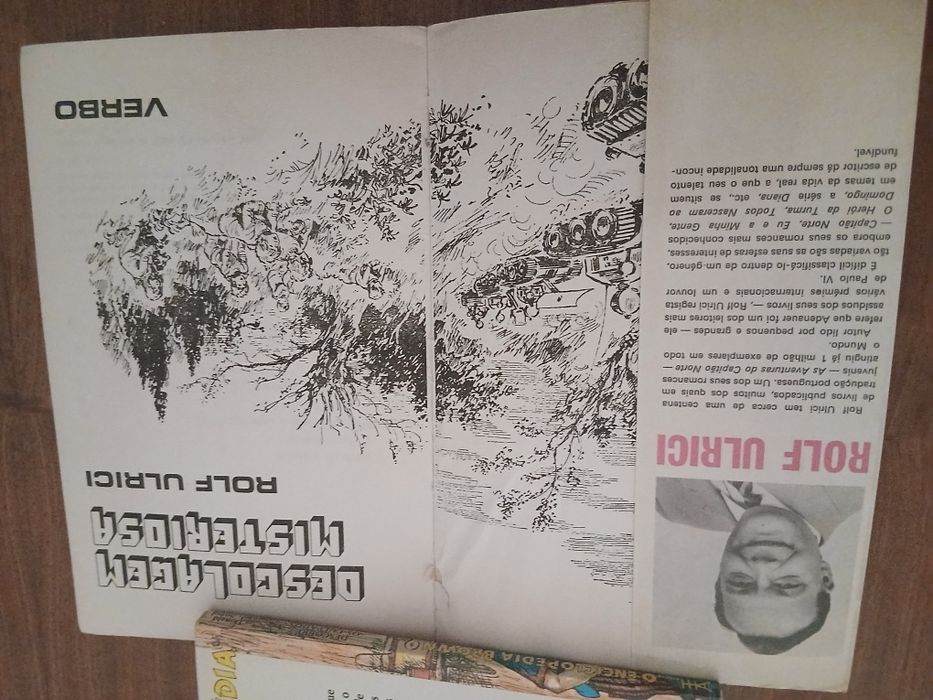 DESCOLAGEM
MISTERIOSA
ROLF ULRICI
VERBO
ROLF ULRICI
Rolf Ulrici tem cerca de uma centena
de livros publicados, muitos dos quais em
tradução portuguesa. Um dos seus romances
juvenis — As Aventuras do Capitão Norte —
atingiu já 1 milhão de exemplares em todo
o Mundo.
Autor lido por pequenos e grandes — ele
refere que Adenauer foi um dos leitores mais
assíduos dos seus livros —, Rolf Ulrici regista
vários prémios internacionais e um louvor
de Paulo VI.
É difícil classificá-lo dentro de um género,
tão variadas são as suas esferas de interesses,
embora os seus romances mais conhecidos
— Capitão Norte, Eu e a Minha Gente,
O Herói da Turma, Todos Nasceram ao
Domingo, a série Diana, etc., se situem
em temas da vida real, a que o seu talento
de escritor dá sempre uma tonalidade incon-
fundível.
O ENCICLOPÉDIA BROWN
DIA
que
o
e